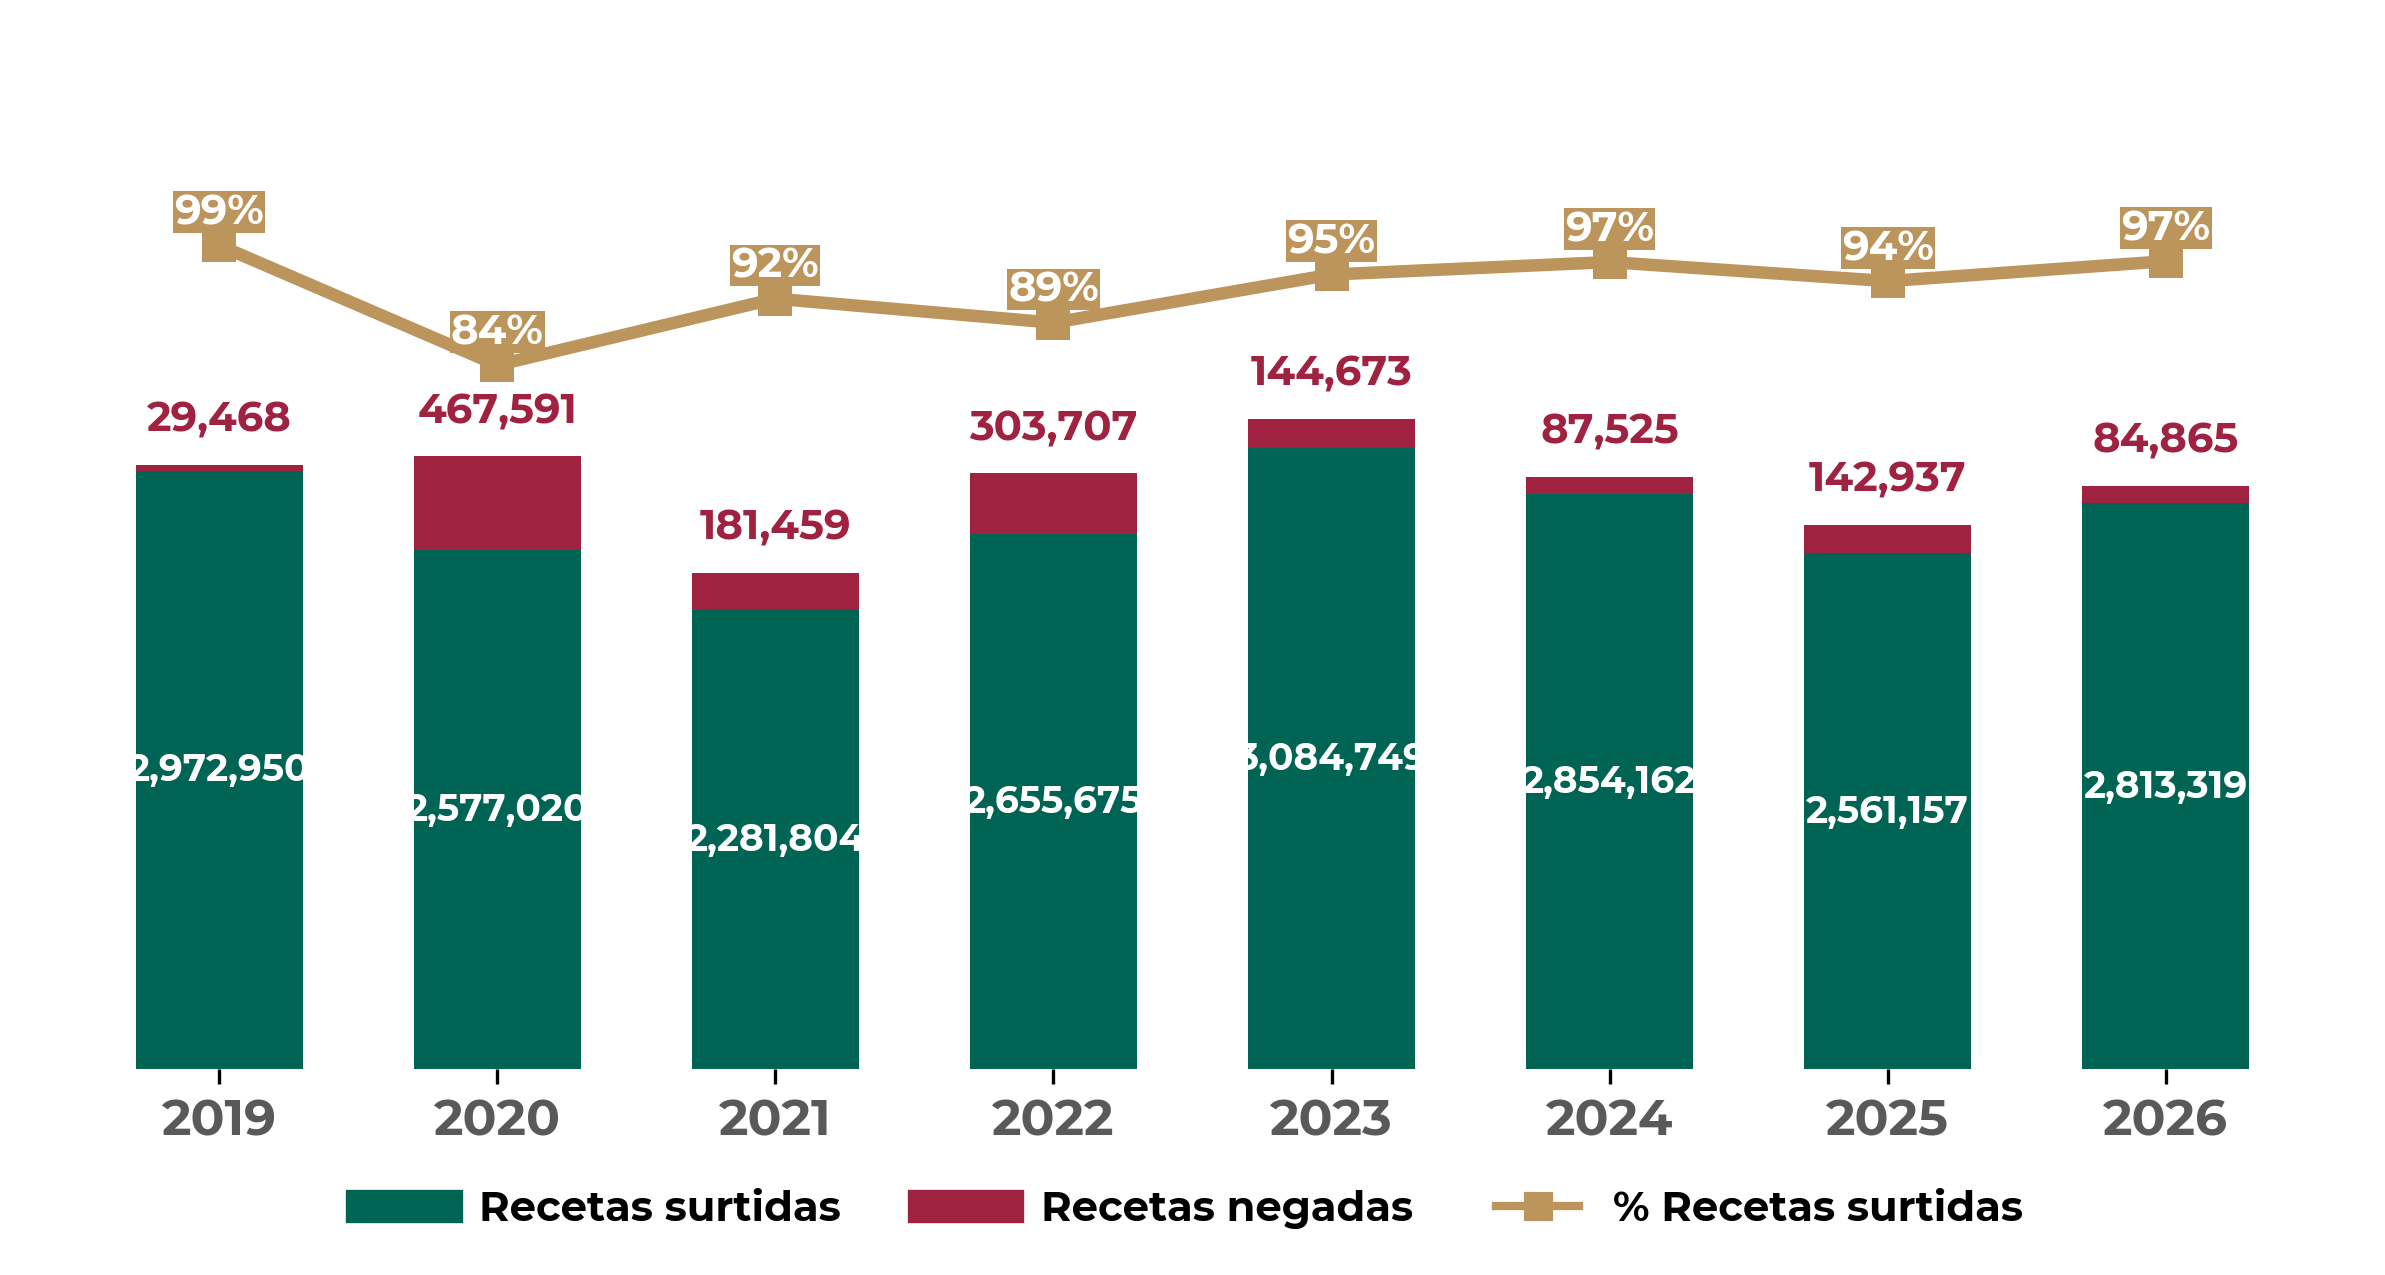 99% 84% 92% 89% 95% 97% 94% 97%
29,468 467,591 181,459 303,707 144,673 87,525 142,937 84,865
2,972,950 2,577,020 2,281,804 2,655,675 3,084,749 2,854,162 2,561,157 2,813,319
2019 2020 2021 2022 2023 2024 2025 2026
Recetas surtidas Recetas negadas % Recetas surtidas